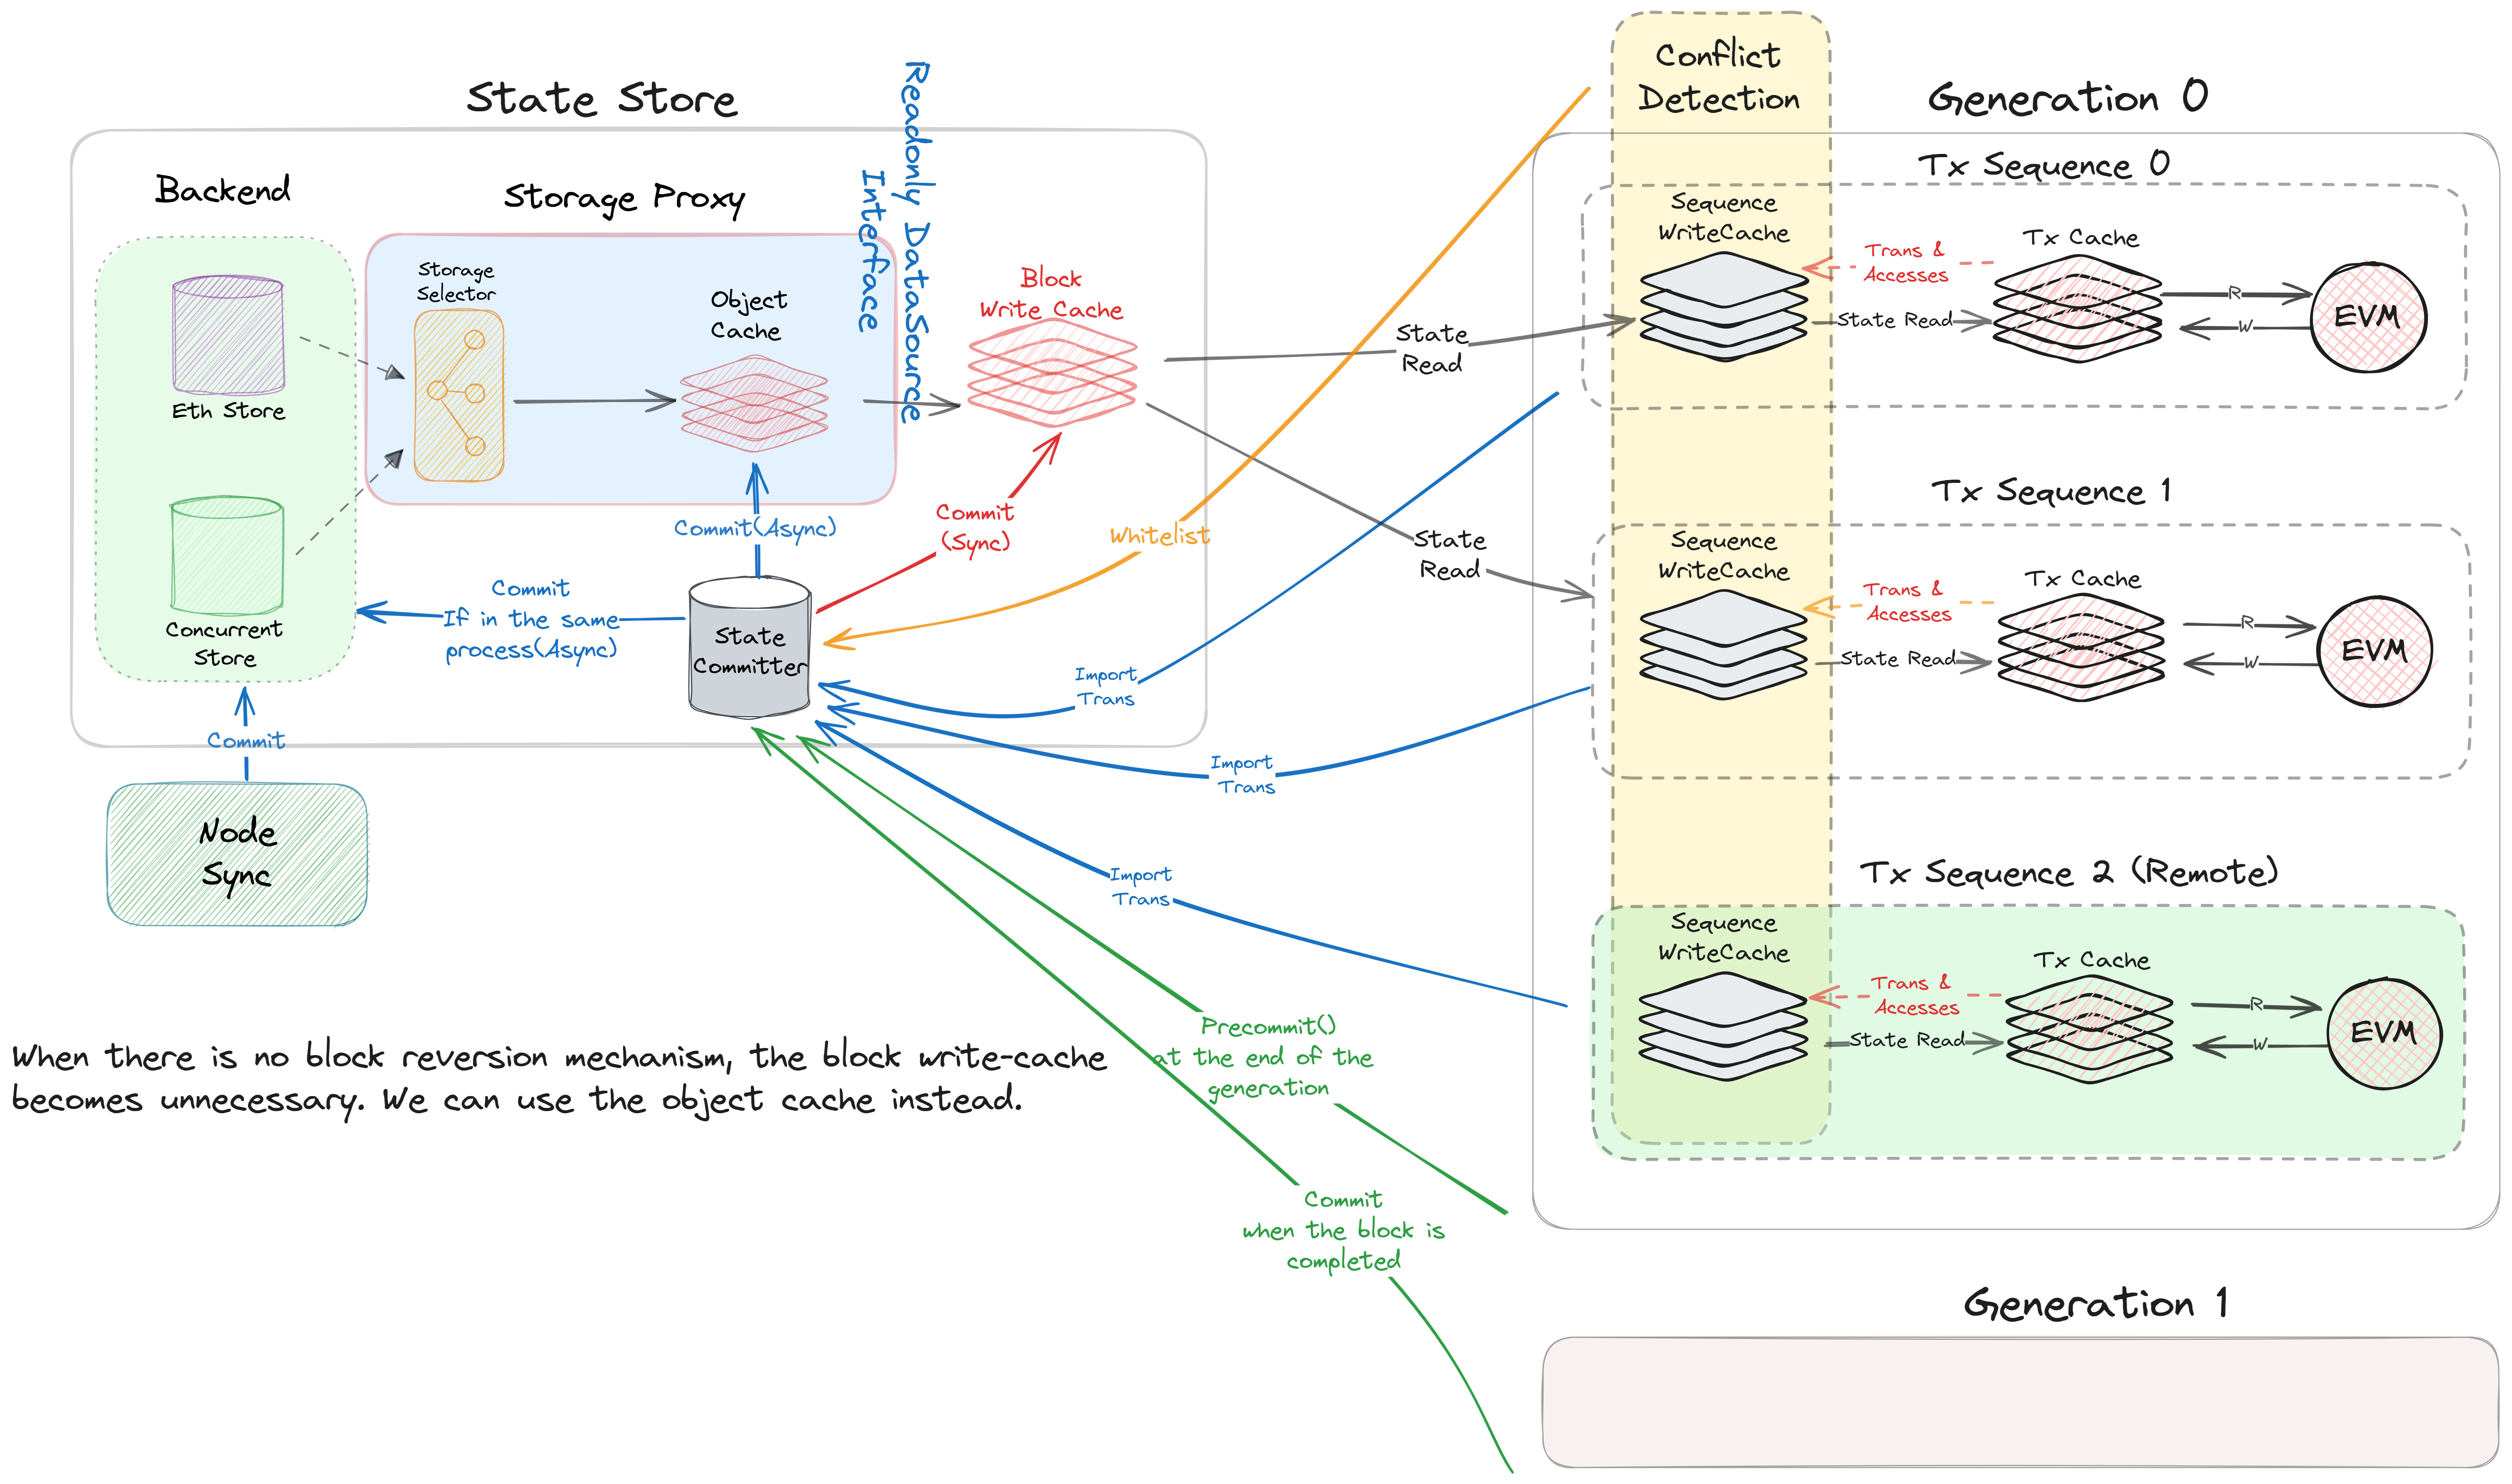 State Store
Backend
Eth Store
Concurrent
Store
Storage Proxy
Storage
Selector
Object
Cache
Readonly DataSource
Interface
Block
Write Cache
Commit(Async)
Commit
(Sync)
Commit
If in the same
process(Async)
State
Committer
Commit
Node
Sync
Whitelist
Import
Trans
Import
Trans
Import
Trans
State
Read
State
Read
Precommit()
at the end of the
generation
Commit
when the block is
completed
When there is no block reversion mechanism, the block write-cache
becomes unnecessary. We can use the object cache instead.
Conflict
Detection
Generation 0
Tx Sequence 0
Sequence
WriteCache
Trans &
Accesses
State Read
Tx Cache
R
W
EVM
Tx Sequence 1
Sequence
WriteCache
Trans &
Accesses
State Read
Tx Cache
R
W
EVM
Tx Sequence 2 (Remote)
Sequence
WriteCache
Trans &
Accesses
State Read
Tx Cache
R
W
EVM
Generation 1